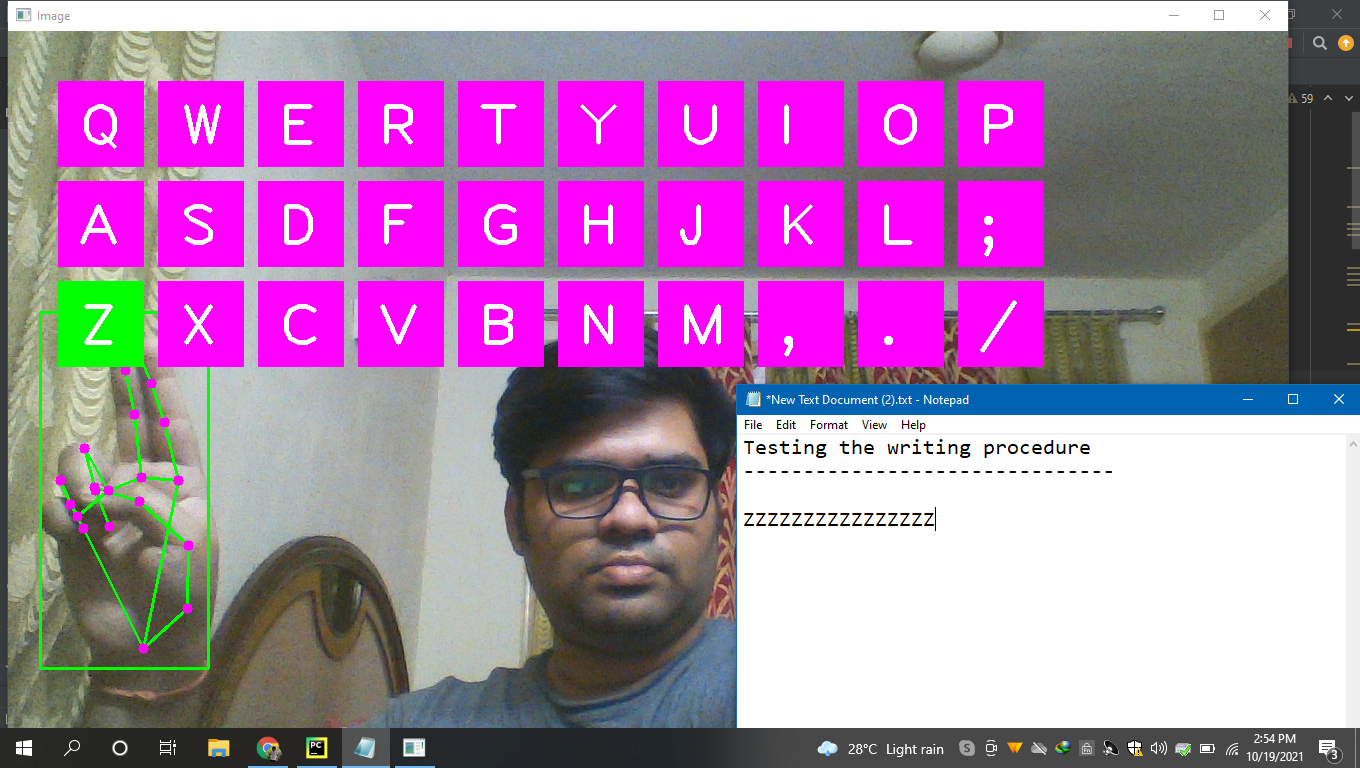 Image
59
Q W E R T Y U I O P
A S D F G H J K L ;
Z X C V B N M , . /
*New Text Document (2).txt - Notepad
File Edit Format View Help
Testing the writing procedure
-------------------------------
ZZZZZZZZZZZZZZZZ
PC
28°C Light rain
2:54 PM
10/19/2021
3